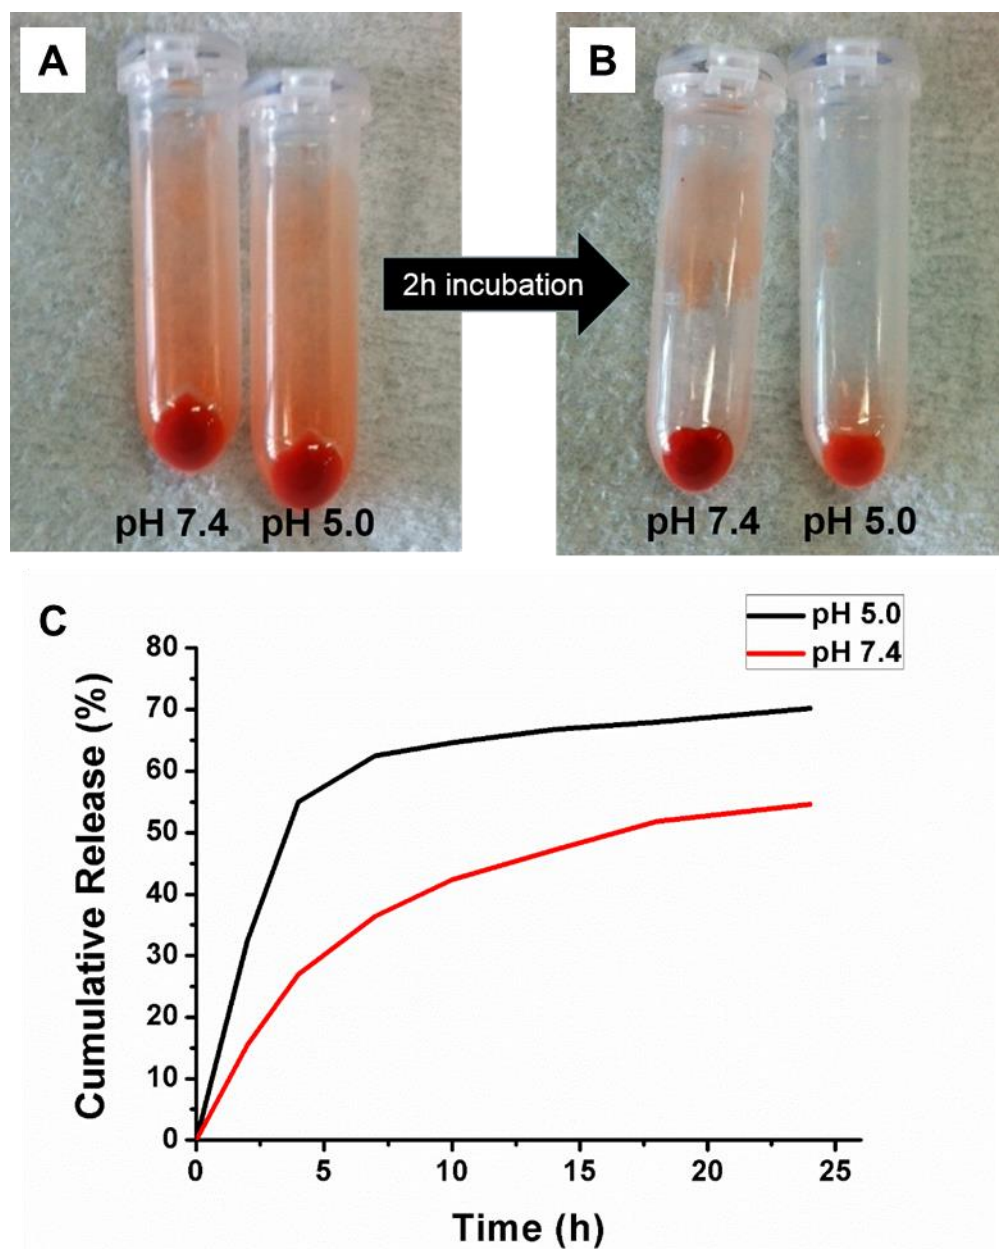 A
B
2h incubation
pH 7.4 pH 5.0
pH 7.4 pH 5.0
C
pH 5.0
pH 7.4
80
70
60
50
40
30
20
10
0
Cumulative Release (%)
0 5 10 15 20 25
Time (h)